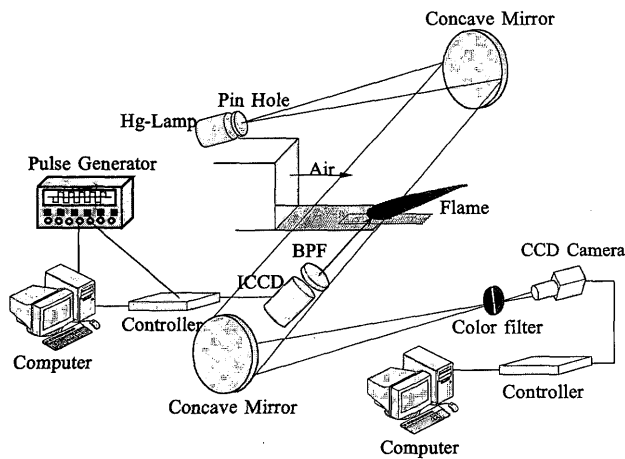 Concave Mirror
Pin Hole
Hg-Lamp
Pulse Generator
Air
Flame
BPF
CCD Camera
ICCD
Controller
Color filter
Computer
Controller
Concave Mirror
Computer